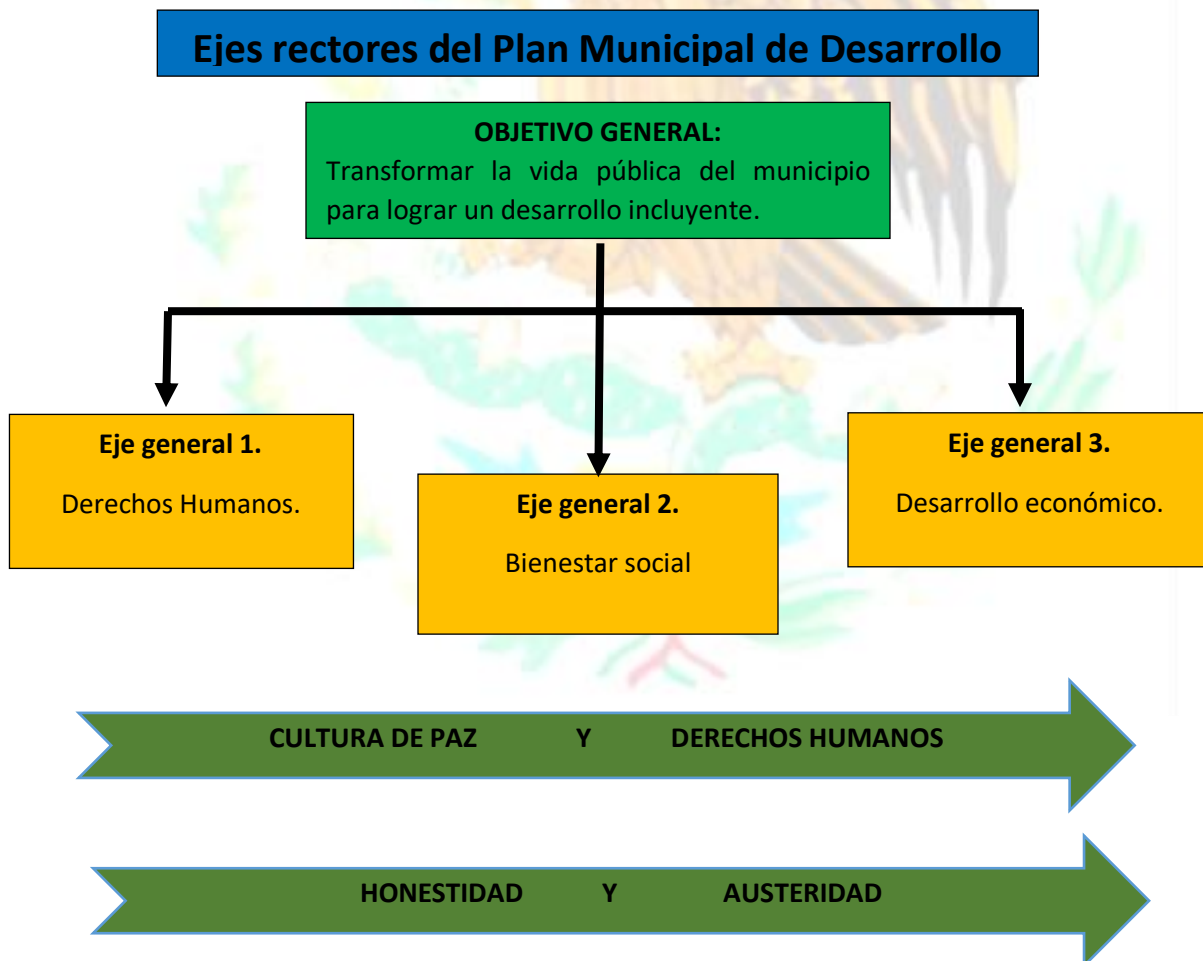 Ejes rectores del Plan Municipal de Desarrollo
OBJETIVO GENERAL:
Transformar la vida pública del municipio
para lograr un desarrollo incluyente.
Eje general 1.
Derechos Humanos.
Eje general 2.
Bienestar social
Eje general 3.
Desarrollo económico.
CULTURA DE PAZ Y DERECHOS HUMANOS
HONESTIDAD Y AUSTERIDAD